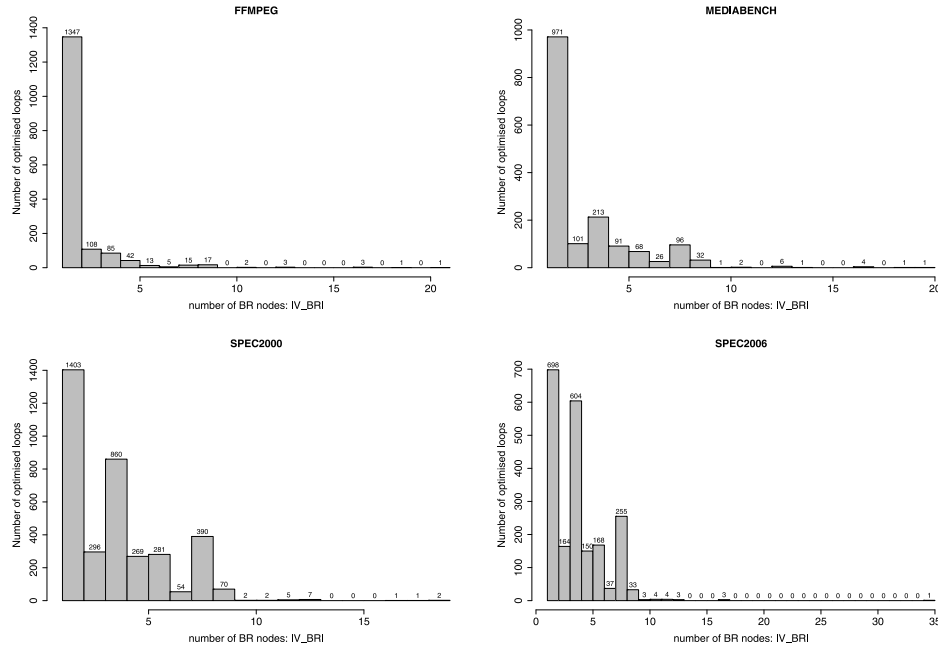 FFMPEG
Number of optimised loops
0 200 400 600 800 1000 1200 1400
1347 108 85 42 13 5 15 17 0 2 0 3 0 0 0 3 0 1 0 1
5 10 15 20
number of BR nodes: |V_BR|
MEDIABENCH
Number of optimised loops
0 200 400 600 800 1000
971 101 213 91 68 26 96 32 1 2 0 6 1 0 0 4 0 1 1
5 10 15 20
number of BR nodes: |V_BR|
SPEC2000
Number of optimised loops
0 200 400 600 800 1000 1200 1400
1403 296 860 269 281 54 390 70 2 2 5 7 0 0 0 1 1 2
5 10 15
number of BR nodes: |V_BR|
SPEC2006
Number of optimised loops
0 100 200 300 400 500 600 700
698 164 604 150 168 37 255 33 3 4 4 3 0 0 0 3 0 0 0 0 0 0 0 0 0 0 0 0 0 0 0 0 0 1
0 5 10 15 20 25 30 35
number of BR nodes: |V_BR|